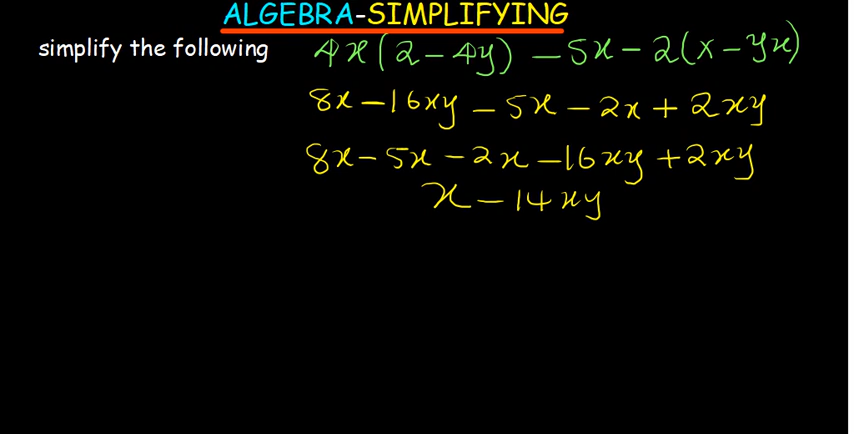 ALGEBRA-SIMPLIFYING
simplify the following 4x(2 - 4y) - 5x - 2(x - yx)
8x - 16xy - 5x - 2x + 2xy
8x - 5x - 2x - 16xy + 2xy
x - 14xy